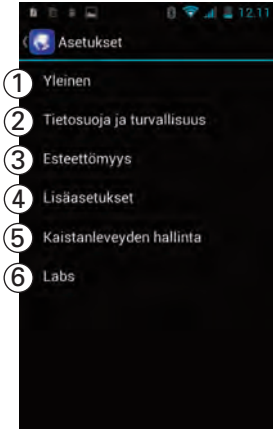 12.11
Asetukset
1 Yleinen
2 Tietosuoja ja turvallisuus
3 Esteettömyys
4 Lisäasetukset
5 Kaistanleveyden hallinta
6 Labs